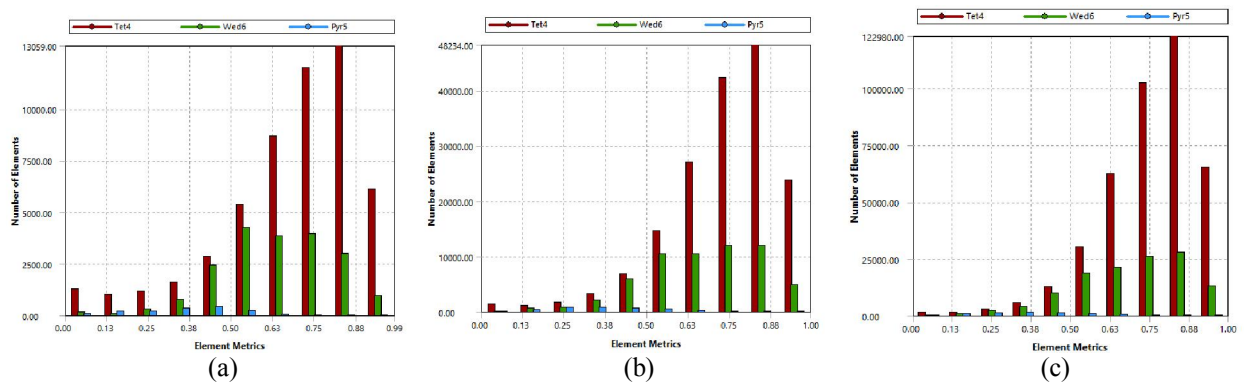 Tet4 Wed6 Pyr5
13059.00
10000.00
7500.00
5000.00
2500.00
0.00
Number of Elements
0.00 0.13 0.25 0.38 0.50 0.63 0.75 0.88 0.99
Element Metrics
(a)
Tet4 Wed6 Pyr5
48234.00
40000.00
30000.00
20000.00
10000.00
0.00
Number of Elements
0.00 0.13 0.25 0.38 0.50 0.63 0.75 0.88 1.00
Element Metrics
(b)
Tet4 Wed6 Pyr5
122980.00
100000.00
75000.00
50000.00
25000.00
0.00
Number of Elements
0.00 0.13 0.25 0.38 0.50 0.63 0.75 0.88 1.00
Element Metrics
(c)